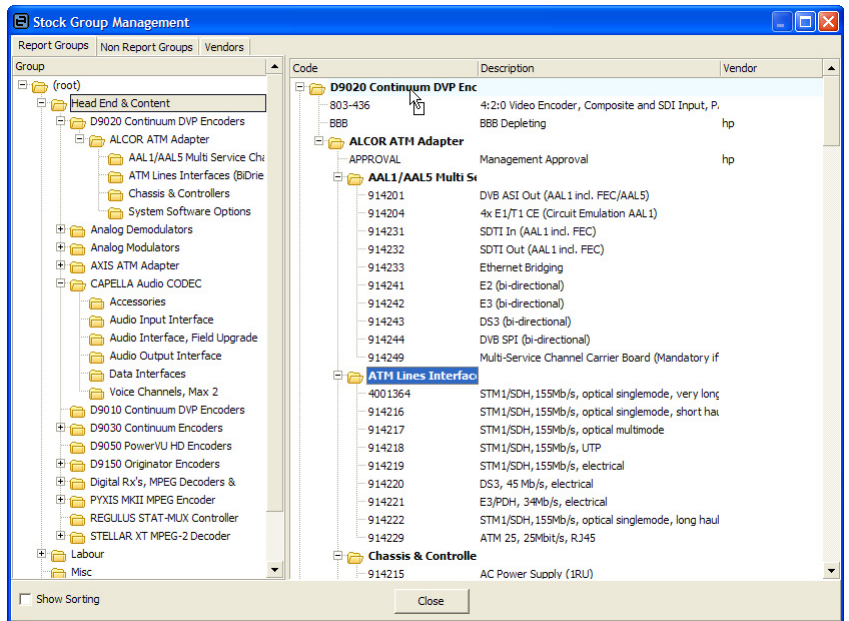 Stock Group Management
Report Groups Non Report Groups Vendors
Group
(root)
Head End & Content
D9020 Continuum DVP Encoders
ALCOR ATM Adapter
AAL1/AAL5 Multi Service Cha
ATM Lines Interfaces (BiDrie
Chassis & Controllers
System Software Options
Analog Demodulators
Analog Modulators
AXIS ATM Adapter
CAPELLA Audio CODEC
Accessories
Audio Input Interface
Audio Interface, Field Upgrade
Audio Output Interface
Data Interfaces
Voice Channels, Max 2
D9010 Continuum DVP Encoders
D9030 Continuum Encoders
D9050 PowerVU HD Encoders
D9150 Originator Encoders
Digital Rx's, MPEG Decoders &
PYXIS MKII MPEG Encoder
REGULUS STAT-MUX Controller
STELLAR XT MPEG-2 Decoder
Labour
Misc
Code Description Vendor
D9020 Continuum DVP Enc
803-436 4:2:0 Video Encoder, Composite and SDI Input, P.
BBB BBB Depleting hp
ALCOR ATM Adapter
APPROVAL Management Approval hp
AAL1/AAL5 Multi Se
914201 DVB ASI Out (AAL1 incl. FEC/AAL5)
914204 4x E1/T1 CE (Circuit Emulation AAL1)
914231 SDTI In (AAL1 incl. FEC)
914232 SDTI Out (AAL1 incl. FEC)
914233 Ethernet Bridging
914241 E2 (bi-directional)
914242 E3 (bi-directional)
914243 DS3 (bi-directional)
914244 DVB SPI (bi-directional)
914249 Multi-Service Channel Carrier Board (Mandatory if
ATM Lines Interfac
4001364 STM1/SDH,155Mb/s, optical singlemode, very long
914216 STM1/SDH,155Mb/s, optical singlemode, short hau
914217 STM1/SDH,155Mb/s, optical multimode
914218 STM1/SDH,155Mb/s, UTP
914219 STM1/SDH,155Mb/s, electrical
914220 DS3, 45 Mb/s, electrical
914221 E3/PDH, 34Mb/s, electrical
914222 STM1/SDH,155Mb/s, optical singlemode, long haul
914229 ATM 25, 25Mbit/s, RJ45
Chassis & Controlle
914215 AC Power Supply (1RU)
Show Sorting
Close